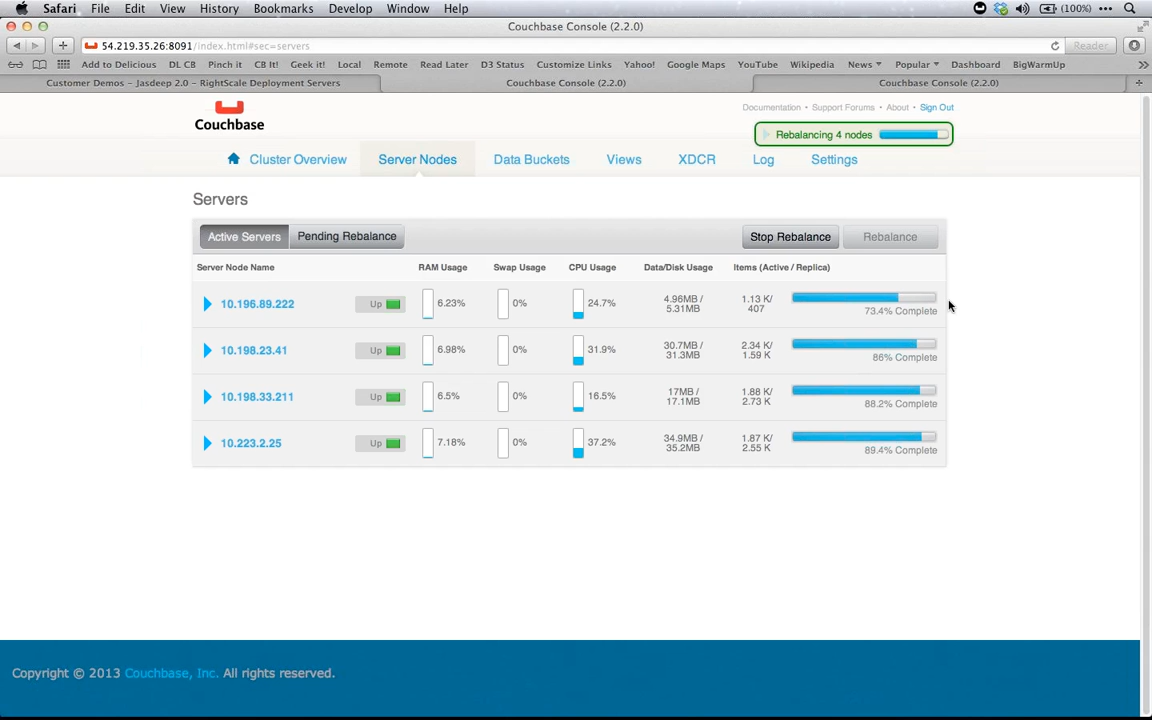 Safari File Edit View History Bookmarks Develop Window Help (100%)
Couchbase Console (2.2.0)
54.219.35.26:8091/index.html#sec=servers Reader
Add to Delicious DL CB Pinch it CB It! Geek it! Local Remote Read Later D3 Status Customize Links Yahoo! Google Maps YouTube Wikipedia News Popular Dashboard BigWarmUp
Customer Demos – Jasdeep 2.0 – RightScale Deployment Servers Couchbase Console (2.2.0) Couchbase Console (2.2.0)
Documentation • Support Forums • About • Sign Out
Couchbase
Rebalancing 4 nodes
Cluster Overview Server Nodes Data Buckets Views XDCR Log Settings
Servers
Active Servers Pending Rebalance Stop Rebalance Rebalance
Server Node Name RAM Usage Swap Usage CPU Usage Data/Disk Usage Items (Active / Replica)
10.196.89.222 Up 6.23% 0% 24.7% 4.96MB / 5.31MB 1.13 K/ 407 73.4% Complete
10.198.23.41 Up 6.98% 0% 31.9% 30.7MB / 31.3MB 2.34 K/ 1.59 K 86% Complete
10.198.33.211 Up 6.5% 0% 16.5% 17MB / 17.1MB 1.88 K/ 2.73 K 88.2% Complete
10.223.2.25 Up 7.18% 0% 37.2% 34.9MB / 35.2MB 1.87 K/ 2.55 K 89.4% Complete
Copyright © 2013 Couchbase, Inc. All rights reserved.